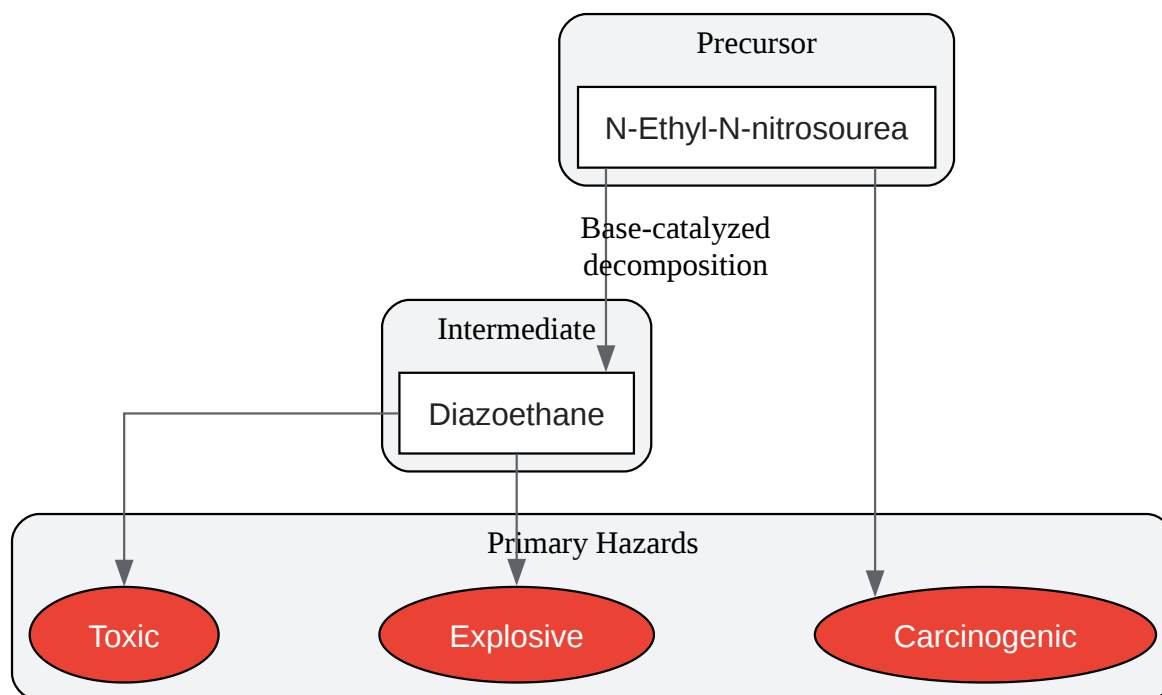 Precursor
N-Ethyl-N-nitrosourea
Base-catalyzed
decomposition
Intermediate
Diazoethane
Primary Hazards
Toxic
Explosive
Carcinogenic